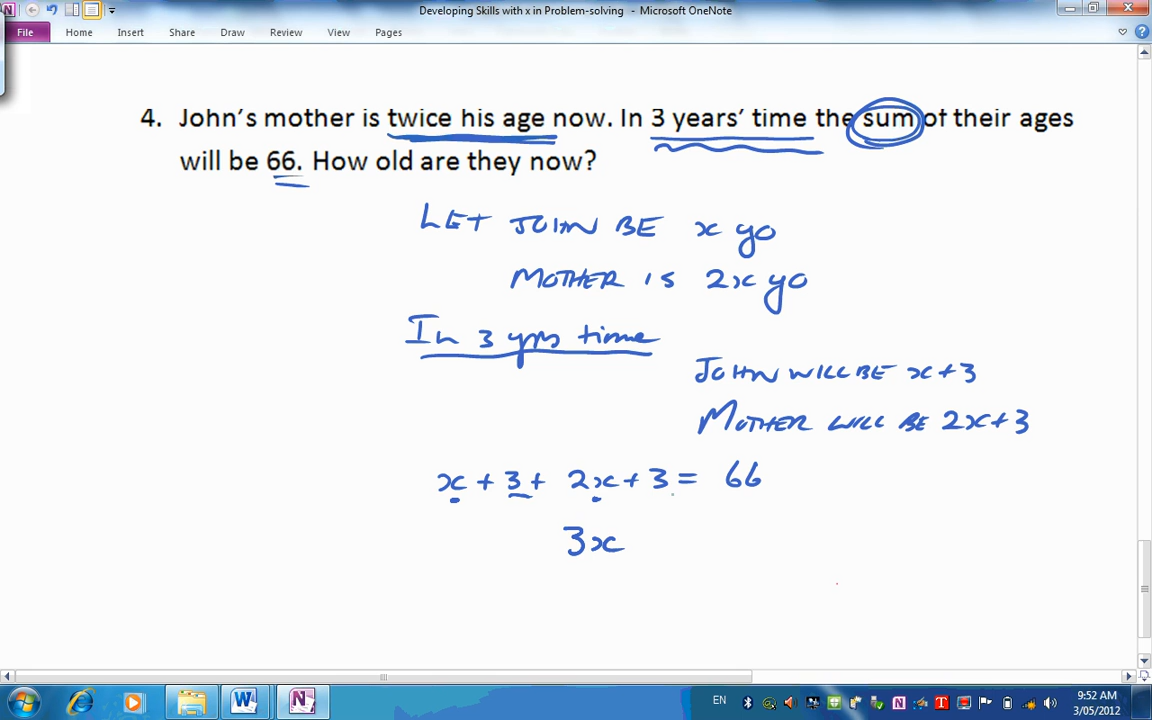 Developing Skills with x in Problem-solving - Microsoft OneNote
File Home Insert Share Draw Review View Pages
4. John's mother is twice his age now. In 3 years' time the sum of their ages
will be 66. How old are they now?
LET JOHN BE x yo
MOTHER IS 2x yo
In 3 yrs time
JOHN WILL BE x+3
MOTHER WILL BE 2x+3
x + 3 + 2x + 3 = 66
3x
EN
9:52 AM
3/05/2012